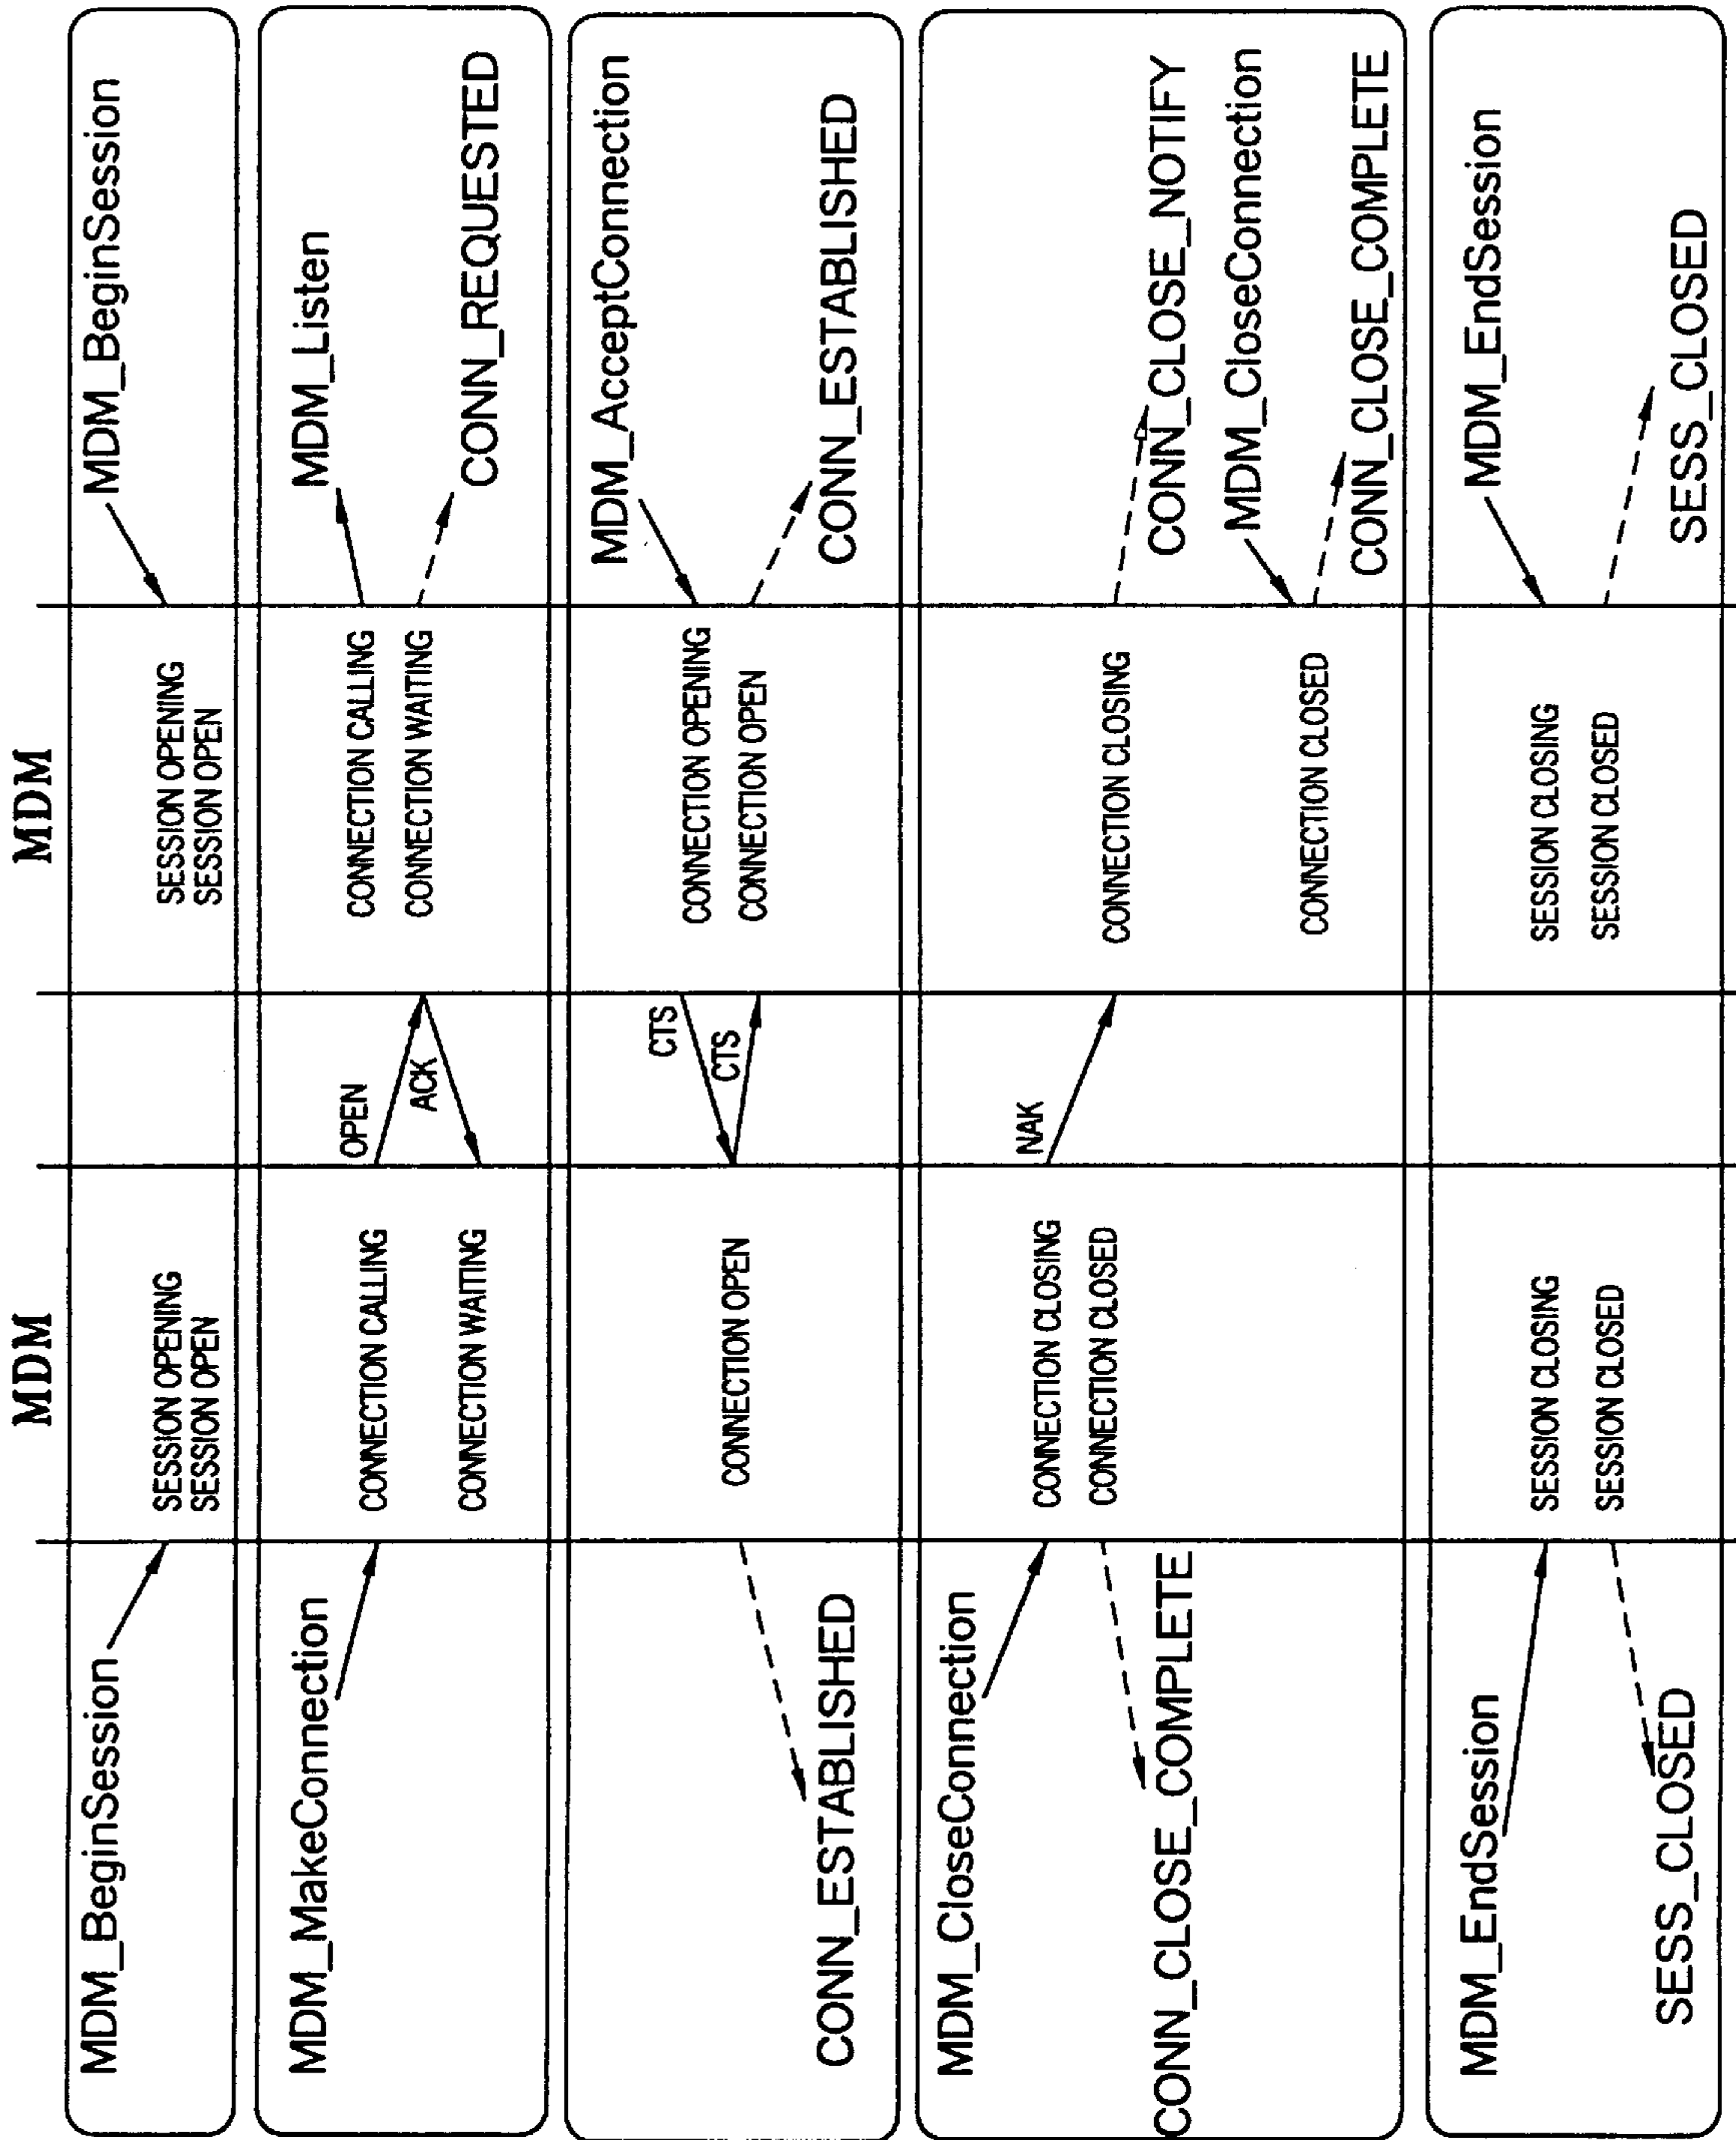 MDM
MDM
MDM_BeginSession
SESSION OPENING
SESSION OPEN
SESSION OPENING
SESSION OPEN
MDM_BeginSession
MDM_MakeConnection
CONNECTION CALLING
CONNECTION WAITING
OPEN
ACK
CONNECTION CALLING
CONNECTION WAITING
MDM_Listen
CONN_REQUESTED
CONN_ESTABLISHED
CONNECTION OPEN
CTS
CTS
CONNECTION OPENING
CONNECTION OPEN
MDM_AcceptConnection
CONN_ESTABLISHED
MDM_CloseConnection
CONN_CLOSE_COMPLETE
CONNECTION CLOSING
CONNECTION CLOSED
NAK
CONNECTION CLOSING
CONNECTION CLOSED
CONN_CLOSE_NOTIFY
MDM_CloseConnection
CONN_CLOSE_COMPLETE
MDM_EndSession
SESS_CLOSED
SESSION CLOSING
SESSION CLOSED
SESSION CLOSING
SESSION CLOSED
MDM_EndSession
SESS_CLOSED